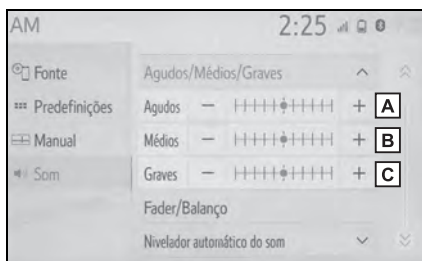 AM 2:25
Fonte
Predefinições
Manual
Som
Agudos/Médios/Graves
Agudos − + A
Médios − + B
Graves − + C
Fader/Balanço
Nivelador automático do som